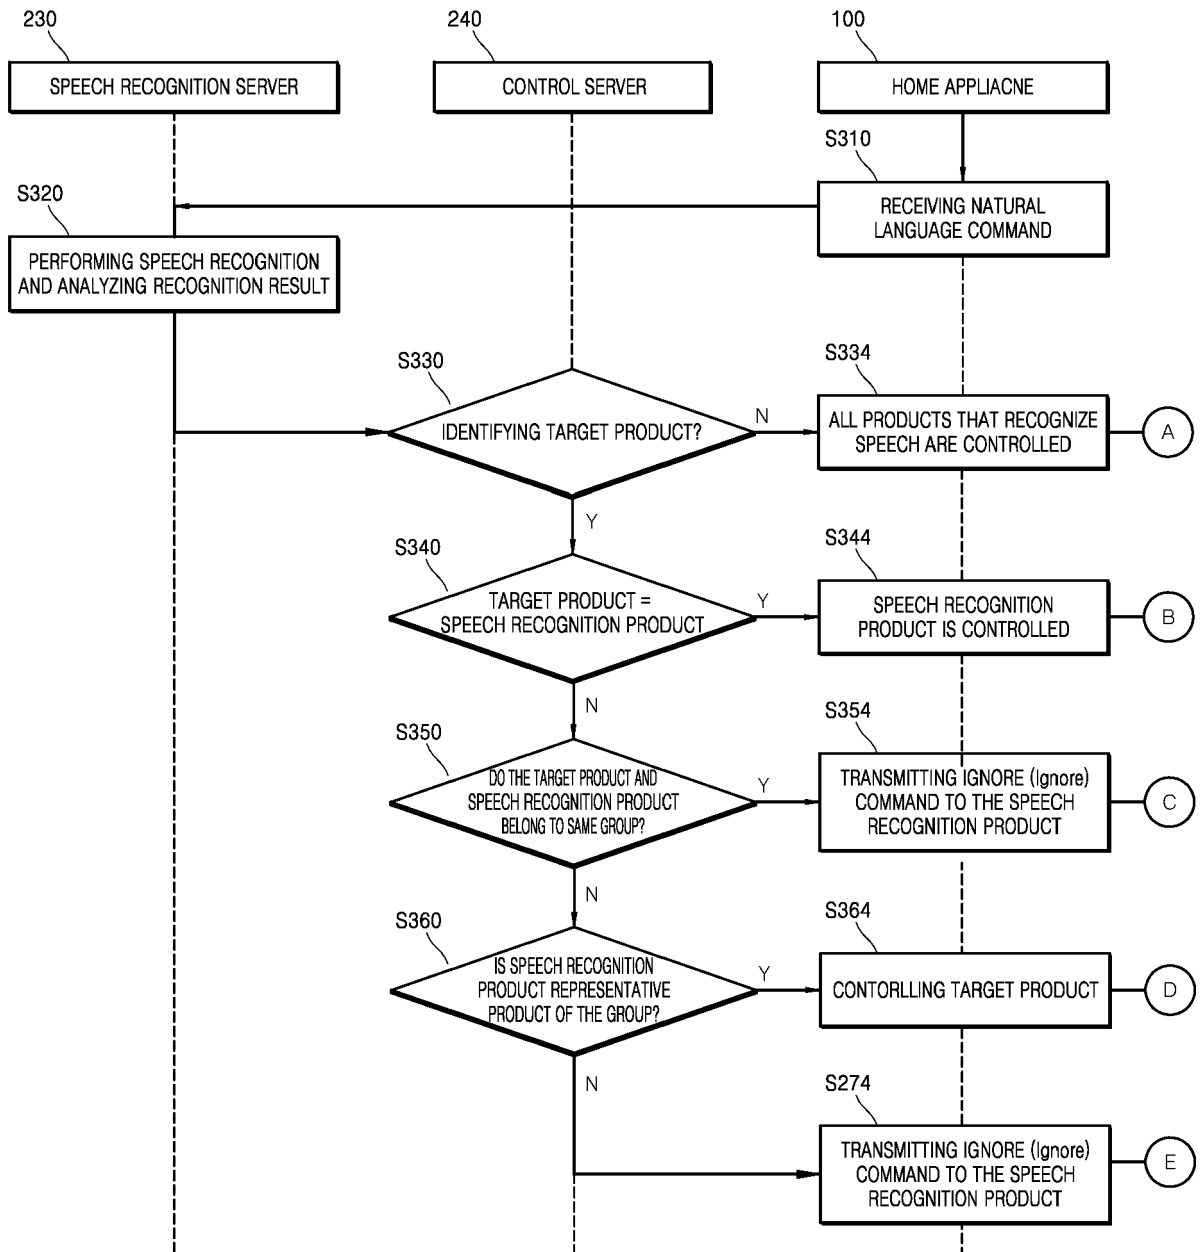 230
240
100
SPEECH RECOGNITION SERVER
CONTROL SERVER
HOME APPLIACNE
S310
RECEIVING NATURAL
LANGUAGE COMMAND
S320
PERFORMING SPEECH RECOGNITION
AND ANALYZING RECOGNITION RESULT
S330
IDENTIFYING TARGET PRODUCT?
N
Y
S334
ALL PRODUCTS THAT RECOGNIZE
SPEECH ARE CONTROLLED
A
S340
TARGET PRODUCT =
SPEECH RECOGNITION PRODUCT
Y
N
S344
SPEECH RECOGNITION
PRODUCT IS CONTROLLED
B
S350
DO THE TARGET PRODUCT AND
SPEECH RECOGNITION PRODUCT
BELONG TO SAME GROUP?
Y
N
S354
TRANSMITTING IGNORE (Ignore)
COMMAND TO THE SPEECH
RECOGNITION PRODUCT
C
S360
IS SPEECH RECOGNITION
PRODUCT REPRESENTATIVE
PRODUCT OF THE GROUP?
Y
N
S364
CONTORLLING TARGET PRODUCT
D
S274
TRANSMITTING IGNORE (Ignore)
COMMAND TO THE SPEECH
RECOGNITION PRODUCT
E